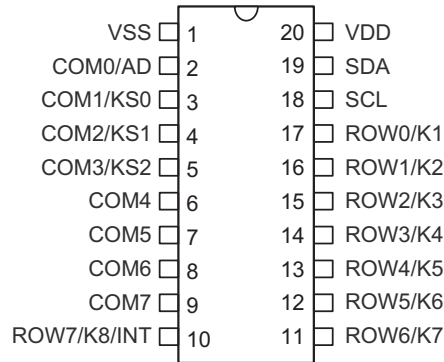 VSS 1 20 VDD
COM0/AD 2 19 SDA
COM1/KS0 3 18 SCL
COM2/KS1 4 17 ROW0/K1
COM3/KS2 5 16 ROW1/K2
COM4 6 15 ROW2/K3
COM5 7 14 ROW3/K4
COM6 8 13 ROW4/K5
COM7 9 12 ROW5/K6
ROW7/K8/INT 10 11 ROW6/K7